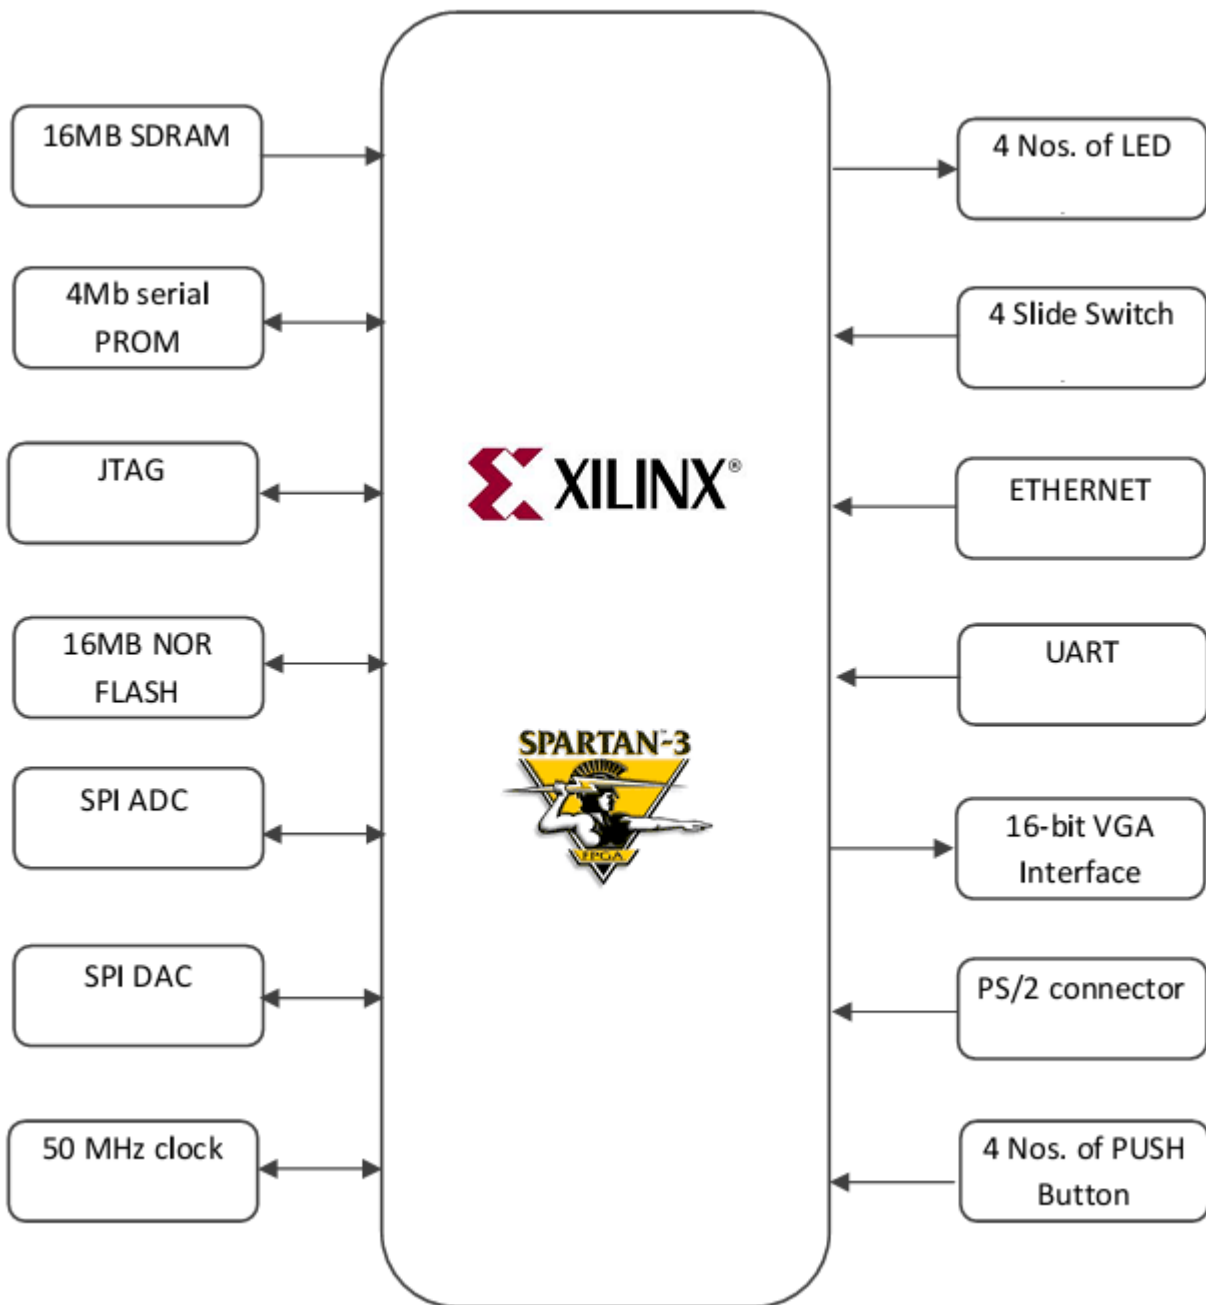 16MB SDRAM
4Mb serial
PROM
JTAG
16MB NOR
FLASH
SPI ADC
SPI DAC
50 MHz clock
XILINX®
SPARTAN™-3
FPGA
4 Nos. of LED
4 Slide Switch
ETHERNET
UART
16-bit VGA
Interface
PS/2 connector
4 Nos. of PUSH
Button